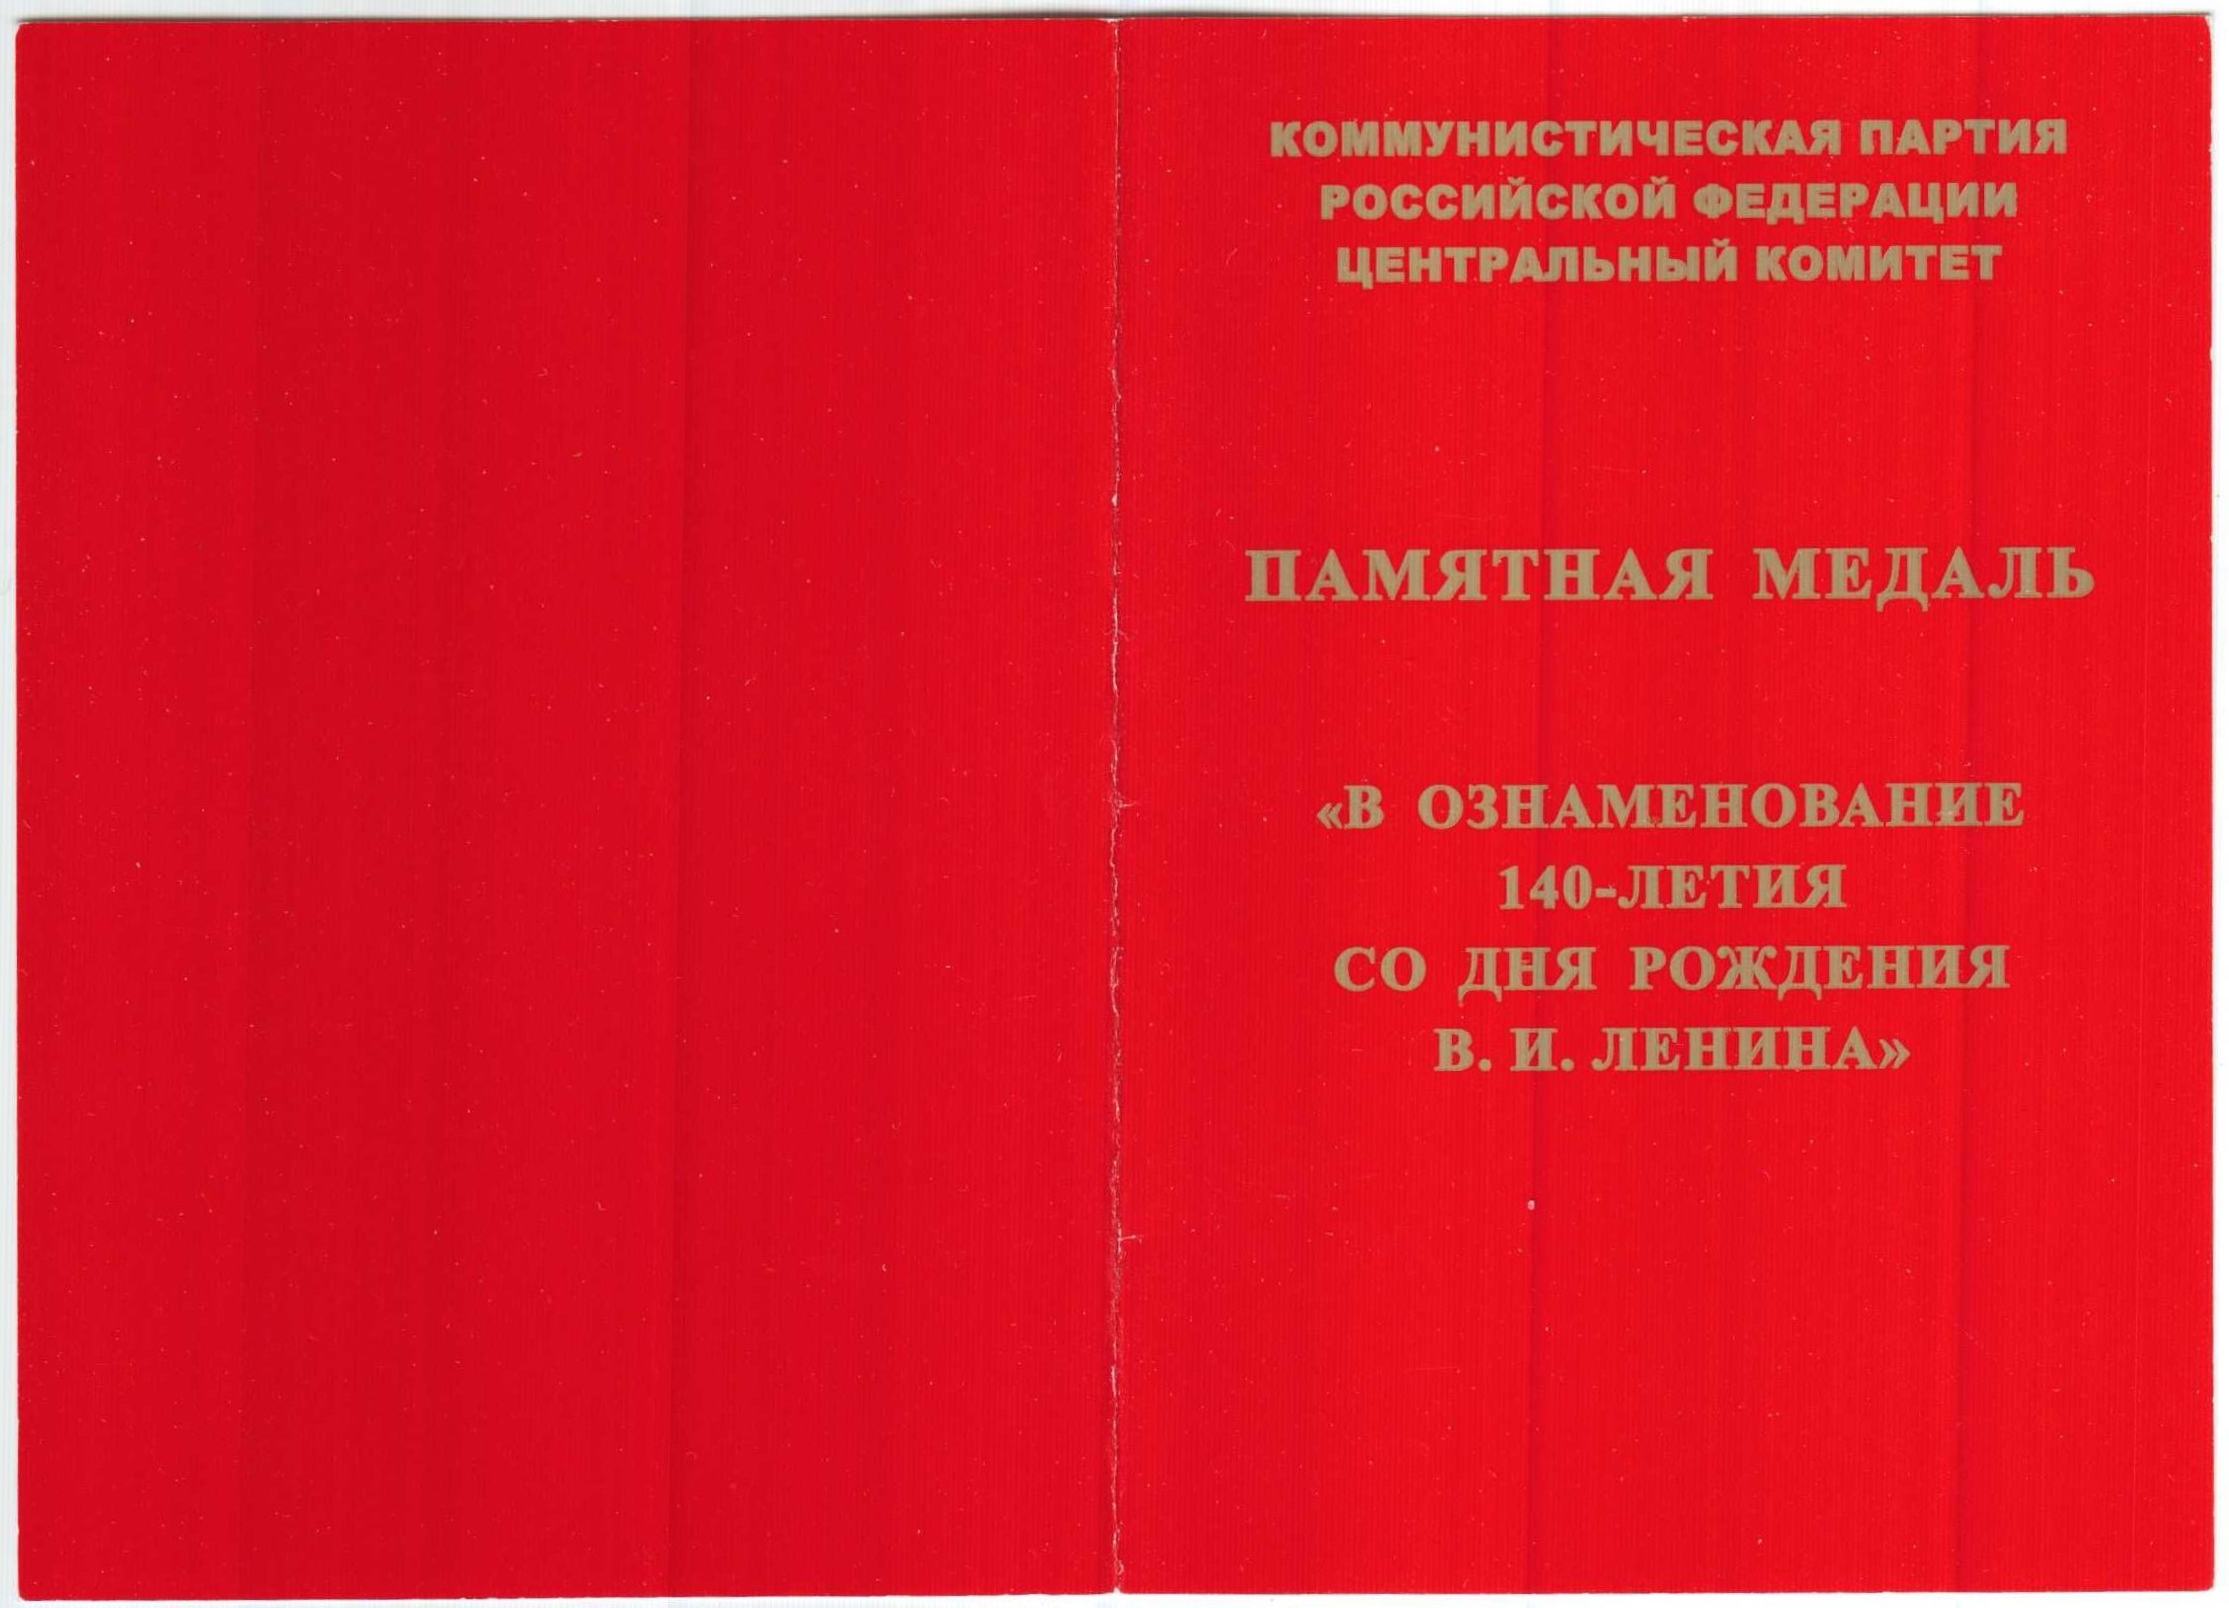 КОММУНИСТИЧЕСКАЯ ПАРТИЯ
РОССИЙСКОЙ ФЕДЕРАЦИИ
ЦЕНТРАЛЬНЫЙ КОМИТЕТ
ПАМЯТНАЯ МЕДАЛЬ
«В ОЗНАМЕНОВАНИЕ
140-ЛЕТИЯ
СО ДНЯ РОЖДЕНИЯ
В. И. ЛЕНИНА»